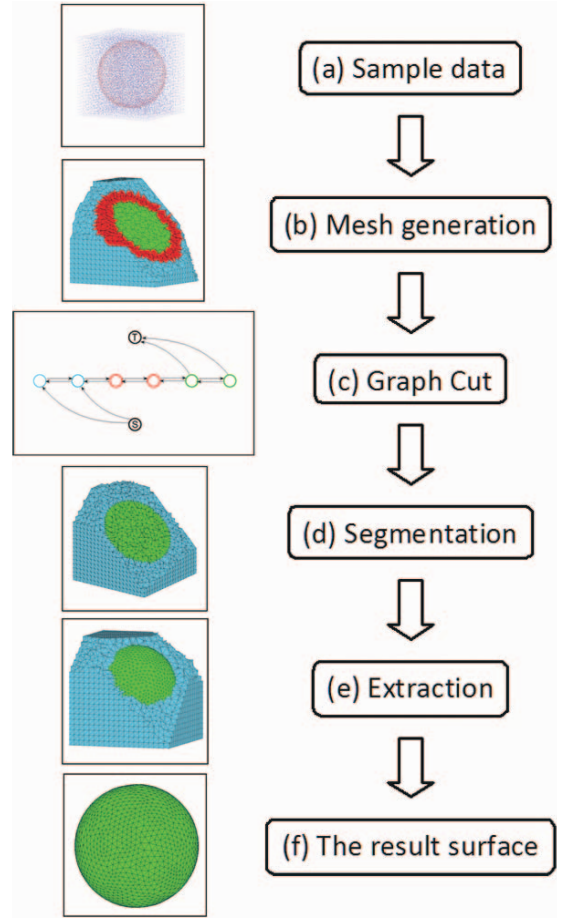 (a) Sample data
(b) Mesh generation
T
(c) Graph Cut
S
(d) Segmentation
(e) Extraction
(f) The result surface